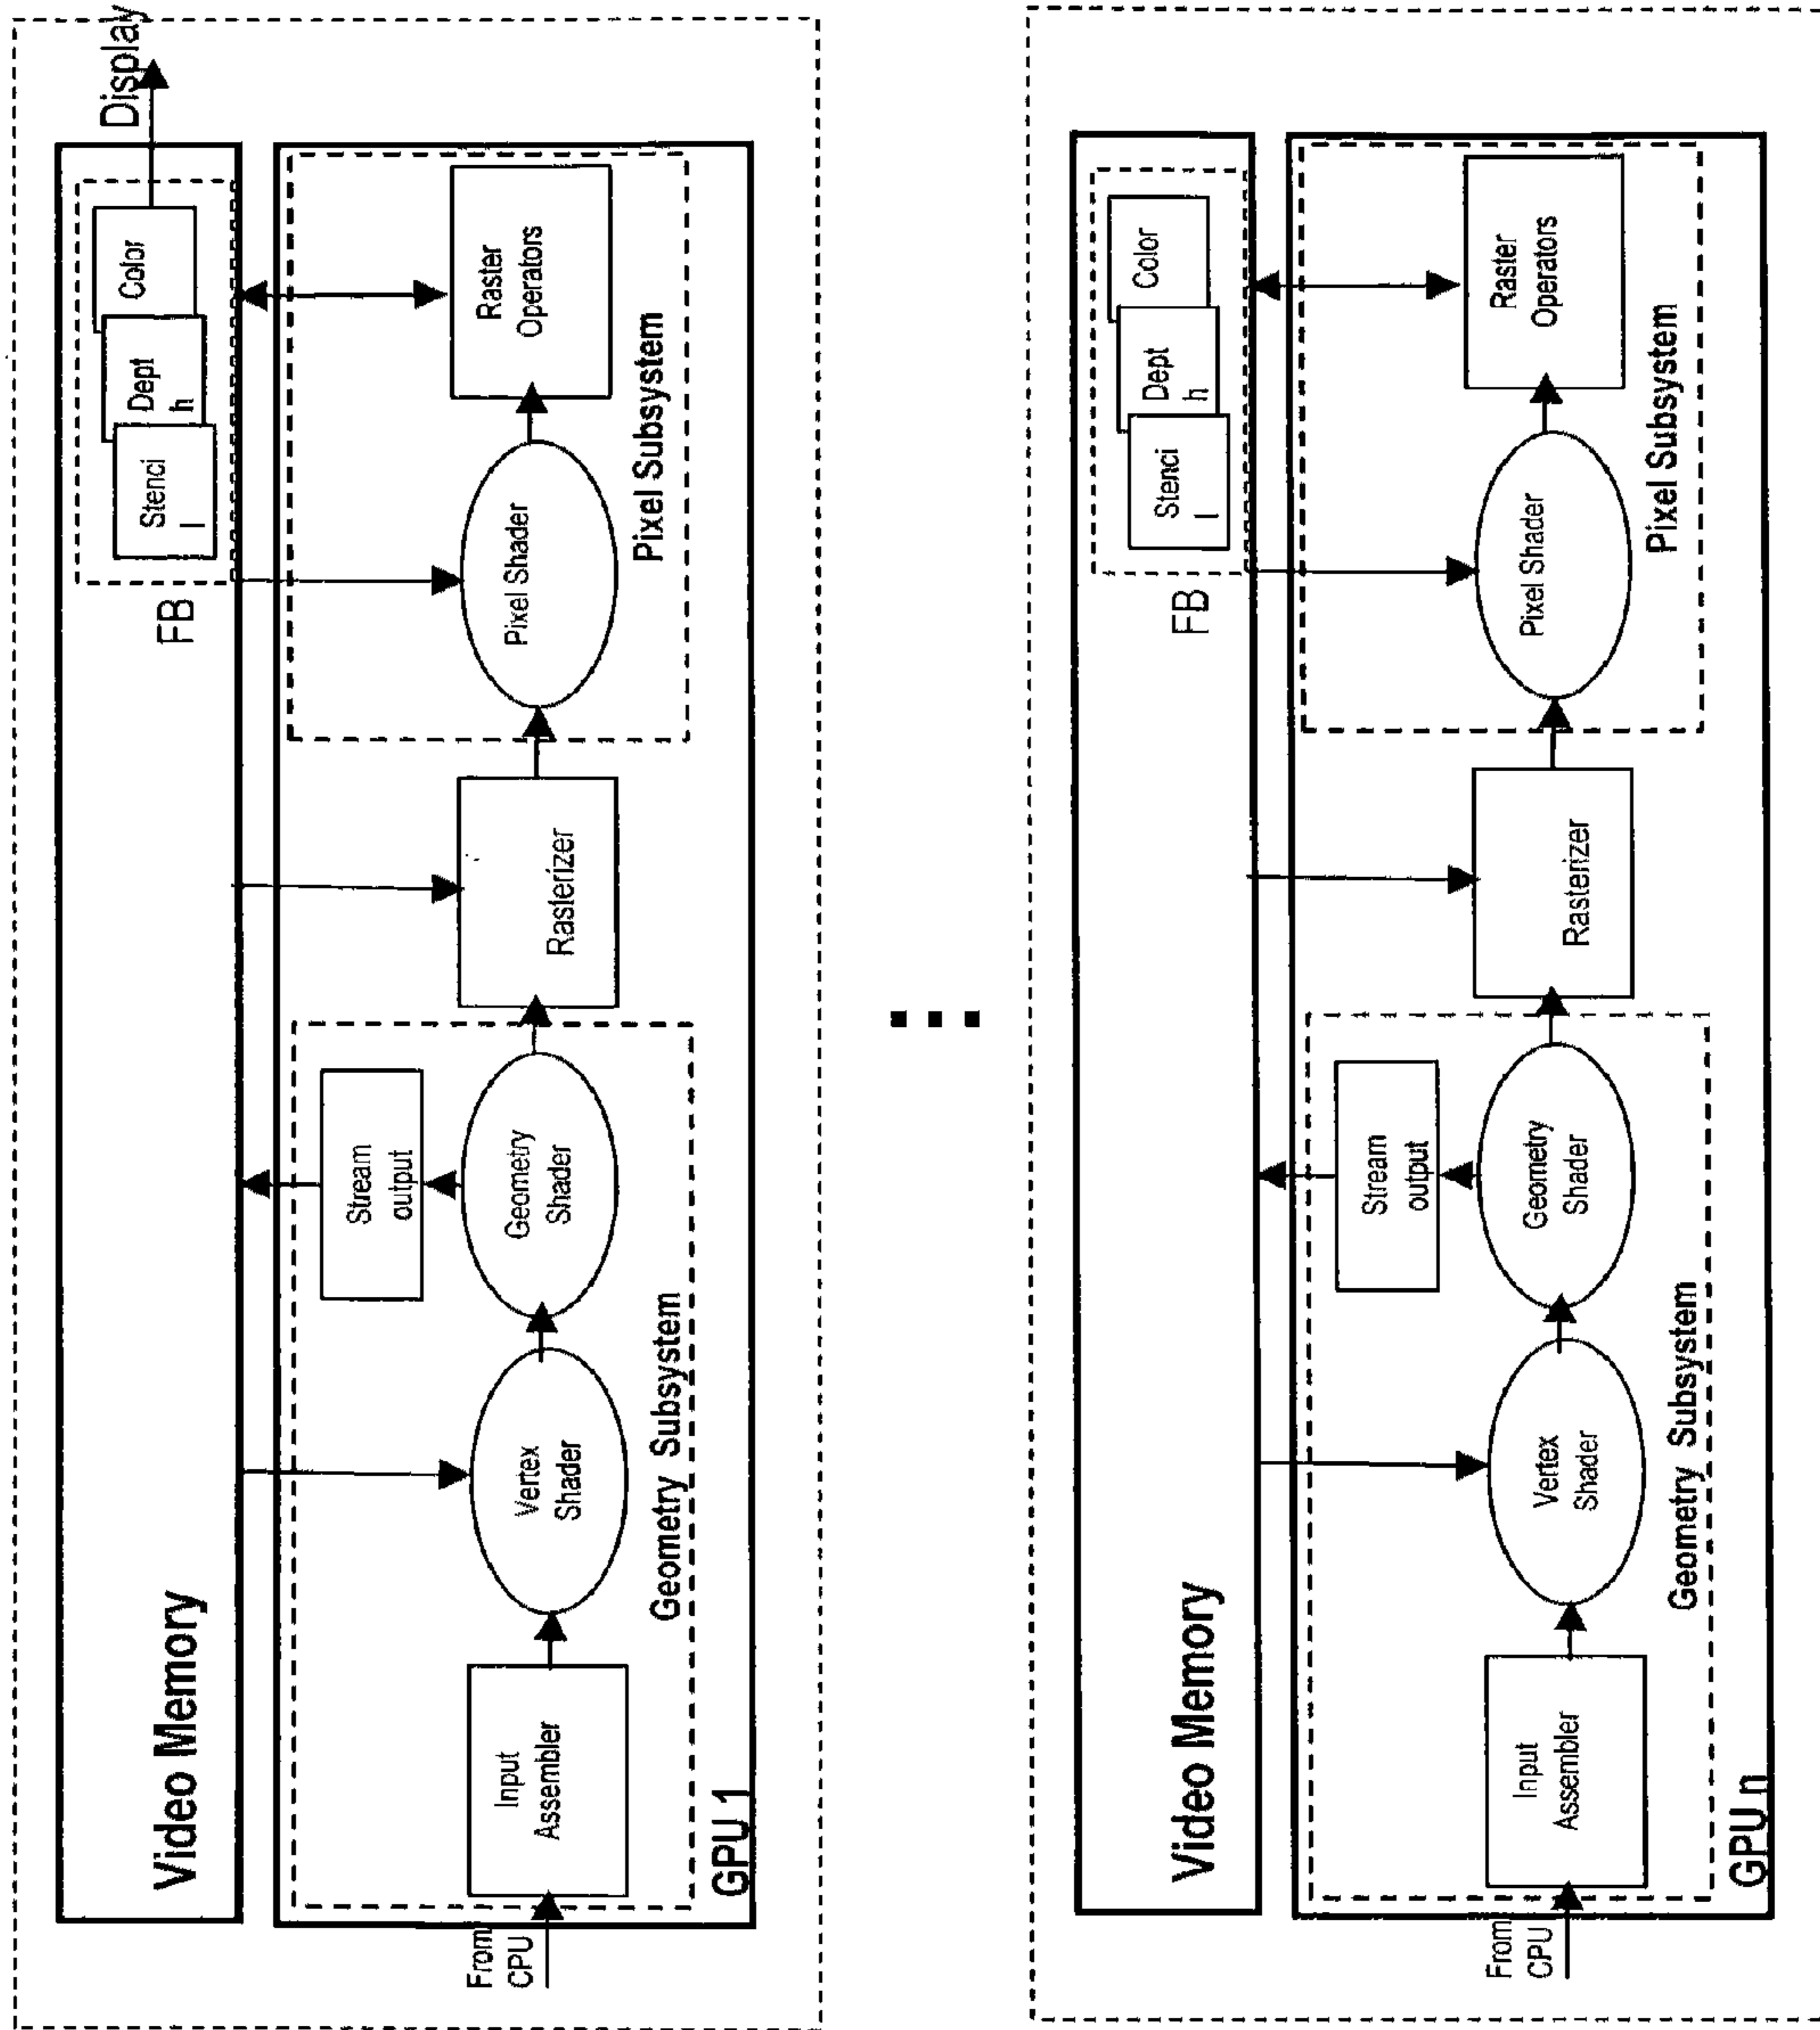 Display
Video Memory
FB
Stenci
l
Dept
h
Color
From
CPU
Input
Assembler
Vertex
Shader
Geometry
Shader
Stream
output
Geometry Subsystem
Rasterizer
Pixel Shader
Raster
Operators
Pixel Subsystem
GPU 1
...
Video Memory
FB
Stenci
l
Dept
h
Color
From
CPU
Input
Assembler
Vertex
Shader
Geometry
Shader
Stream
output
Geometry Subsystem
Rasterizer
Pixel Shader
Raster
Operators
Pixel Subsystem
GPU n